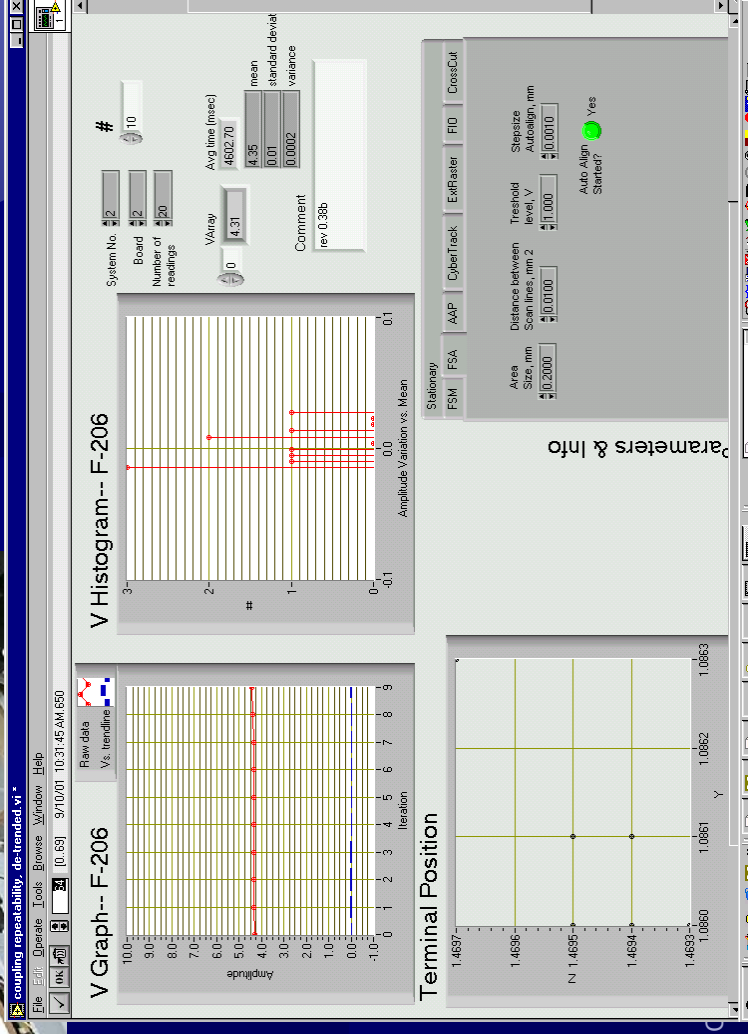 coupling repeatability, de-trended.vi *
File Edit Operate Tools Browse Window Help
OK 34 [0..69] 9/10/01 10:31:45 AM.650
1
V Graph-- F-206
Raw data
Vs. trendline
Amplitude
10.0
9.0
8.0
7.0
6.0
5.0
4.0
3.0
2.0
1.0
0.0
-1.0
0 1 2 3 4 5 6 7 8 9
Iteration
V Histogram-- F-206
#
3
2
1
0
-0.1 0.0 0.1
Amplitude Variation vs. Mean
System No. 2
Board 2
Number of readings 20
#
10
VArray
0 4.31
Avg time (msec)
4602.70
4.35 mean
0.01 standard deviat
0.0002 variance
Comment
rev 0.38b
Terminal Position
Z
1.4697
1.4696
1.4695
1.4694
1.4693
1.0860 1.0861 1.0862 1.0863
Y
Parameters & Info
Stationary
FSM FSA AAP CyberTrack ExtRaster FIO CrossCut
Area Size, mm
0.2000
Distance between Scan lines, mm 2
0.0100
Treshold level, V
1.000
Stepsize Autoalign, mm
0.0010
Auto Align Started?
Yes